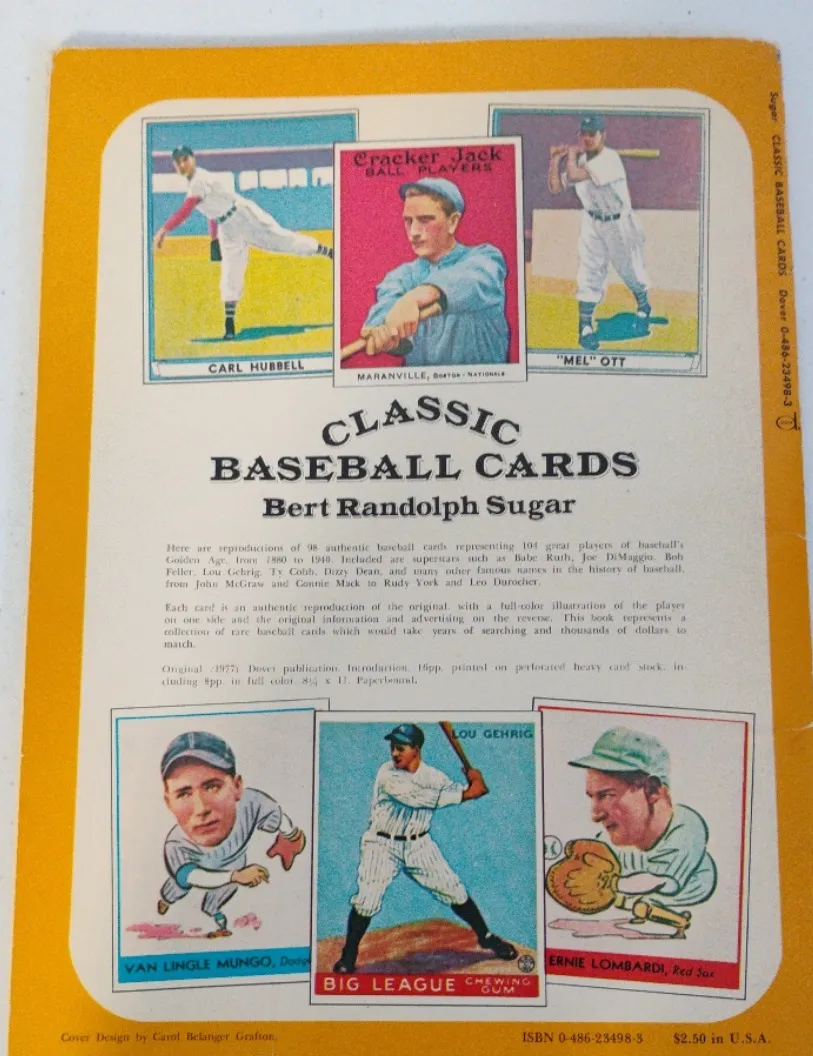 Sugar CLASSIC BASEBALL CARDS Dover 0-486-23498-3
Cracker Jack
BALL PLAYERS
CARL HUBBELL
MARANVILLE, BOSTON - NATIONALS
"MEL" OTT
CLASSIC
BASEBALL CARDS
Bert Randolph Sugar
Here are reproductions of 98 authentic baseball cards representing 104 great players of baseball's
Golden Age, from 1880 to 1940. Included are superstars such as Babe Ruth, Joe DiMaggio, Bob
Feller, Lou Gehrig, Ty Cobb, Dizzy Dean, and many other famous names in the history of baseball,
from John McGraw and Connie Mack to Rudy York and Leo Durocher.
Each card is an authentic reproduction of the original, with a full-color illustration of the player
on one side and the original information and advertising on the reverse. This book represents a
collection of rare baseball cards which would take years of searching and thousands of dollars to
match.
Original (1977) Dover publication. Introduction. 16pp. printed on perforated heavy card stock, in-
cluding 8pp. in full color. 8¼ x 11. Paperbound.
LOU GEHRIG
VAN LINGLE MUNGO, Dodg
BIG LEAGUE CHEWING
GUM
ERNIE LOMBARDI, Red Sox
Cover Design by Carol Belanger Grafton.
ISBN 0-486-23498-3 $2.50 in U.S.A.